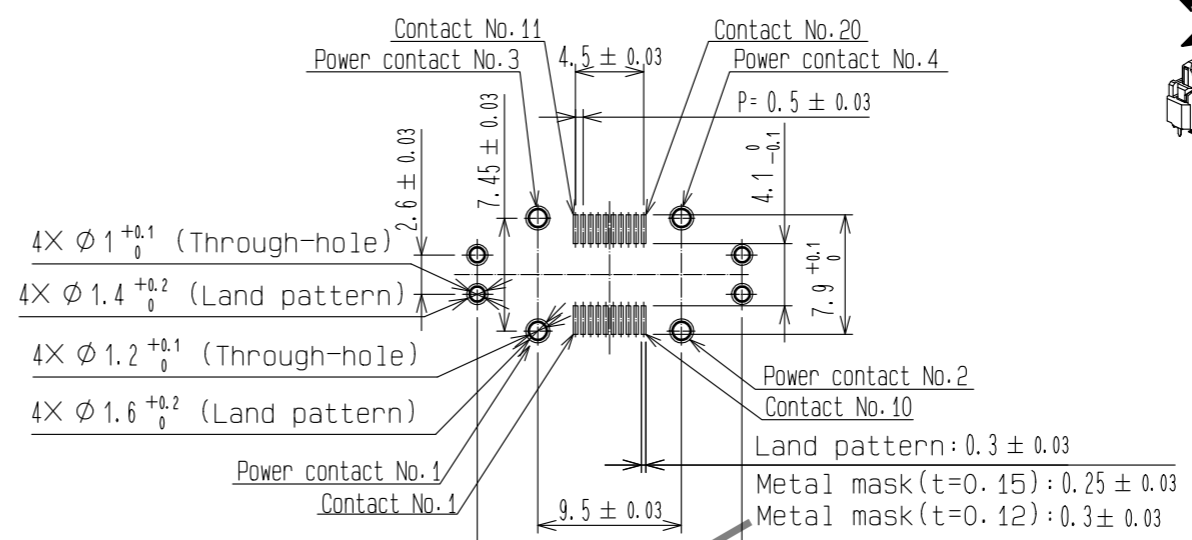 Contact No.11
Contact No.20
Power contact No.3
4.5 ± 0.03
Power contact No.4
P= 0.5 ± 0.03
2.6 ± 0.03
7.45 ± 0.03
4.1 0 -0.1
7.9 +0.1 0
4X Ø 1 +0.1 0 (Through-hole)
4X Ø 1.4 +0.2 0 (Land pattern)
4X Ø 1.2 +0.1 0 (Through-hole)
4X Ø 1.6 +0.2 0 (Land pattern)
Power contact No.2
Contact No.10
Power contact No.1
Contact No.1
9.5 ± 0.03
Land pattern:0.3 ± 0.03
Metal mask(t=0.15):0.25 ± 0.03
Metal mask(t=0.12):0.3± 0.03